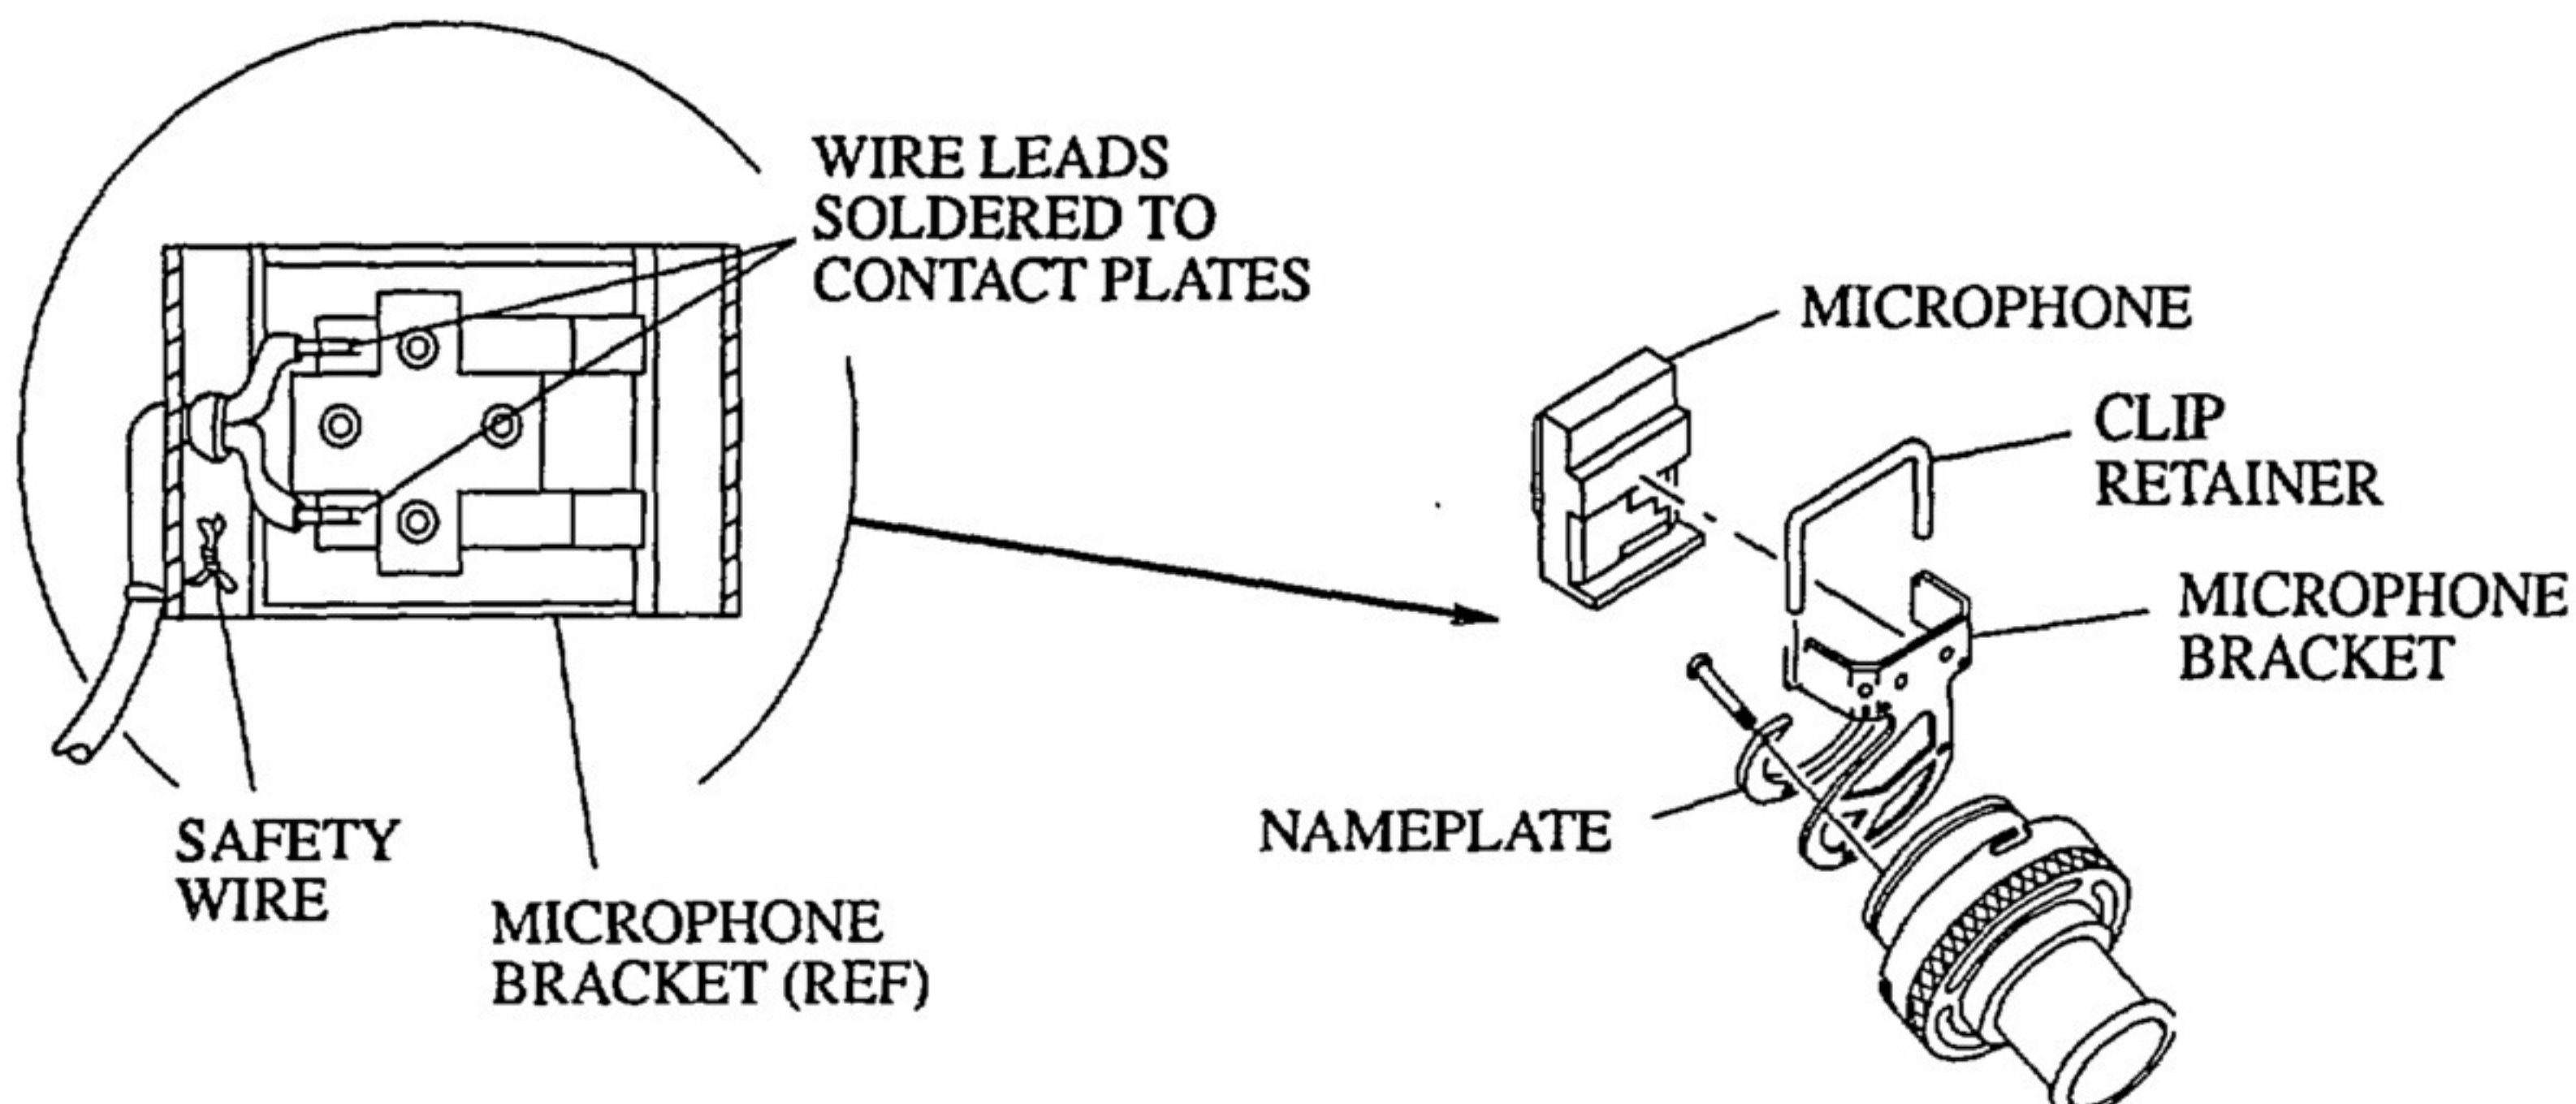 WIRE LEADS
SOLDERED TO
CONTACT PLATES
MICROPHONE
CLIP
RETAINER
MICROPHONE
BRACKET
NAMEPLATE
SAFETY
WIRE
MICROPHONE
BRACKET (REF)